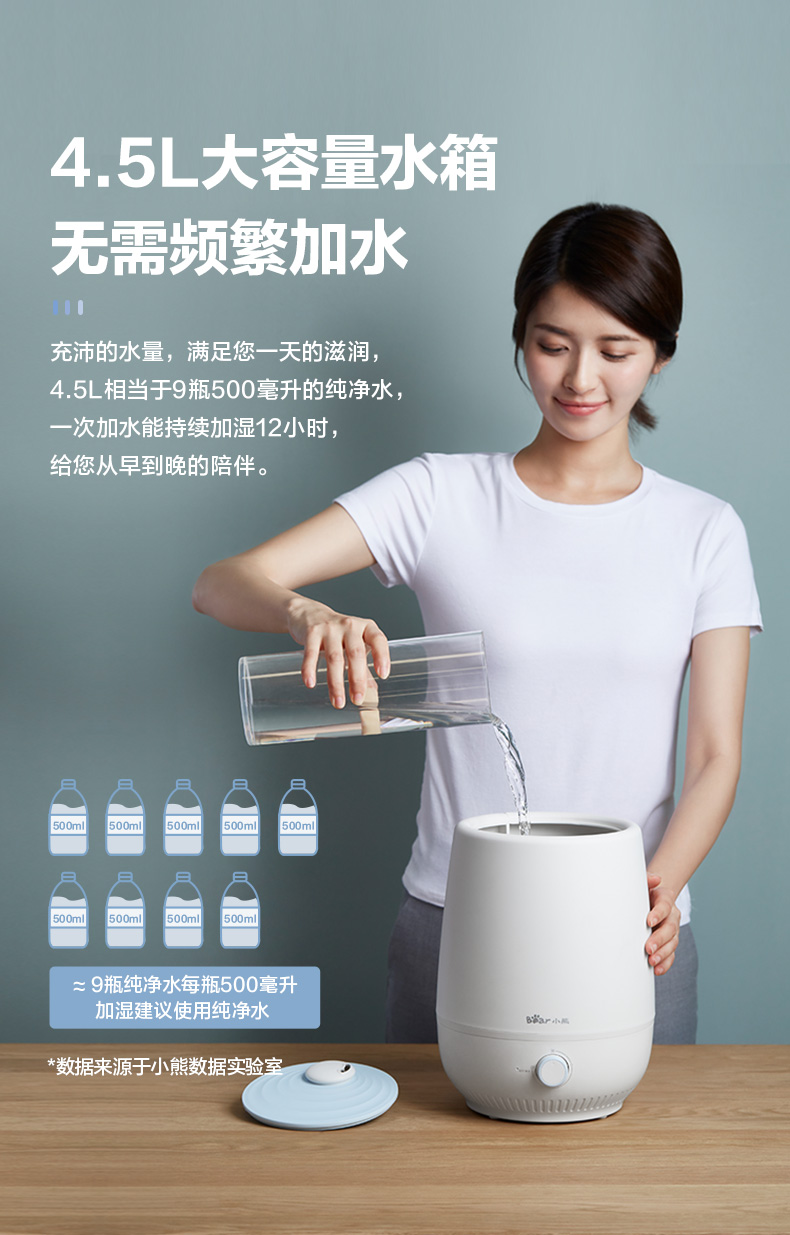 4.5L大容量水箱
无需频繁加水
充沛的水量，满足您一天的滋润，
4.5L相当于9瓶500毫升的纯净水，
一次加水能持续加湿12小时，
给您从早到晚的陪伴。
500ml 500ml 500ml 500ml 500ml
500ml 500ml 500ml 500ml
≈ 9瓶纯净水每瓶500毫升
加湿建议使用纯净水
Bear 小熊
*数据来源于小熊数据实验室